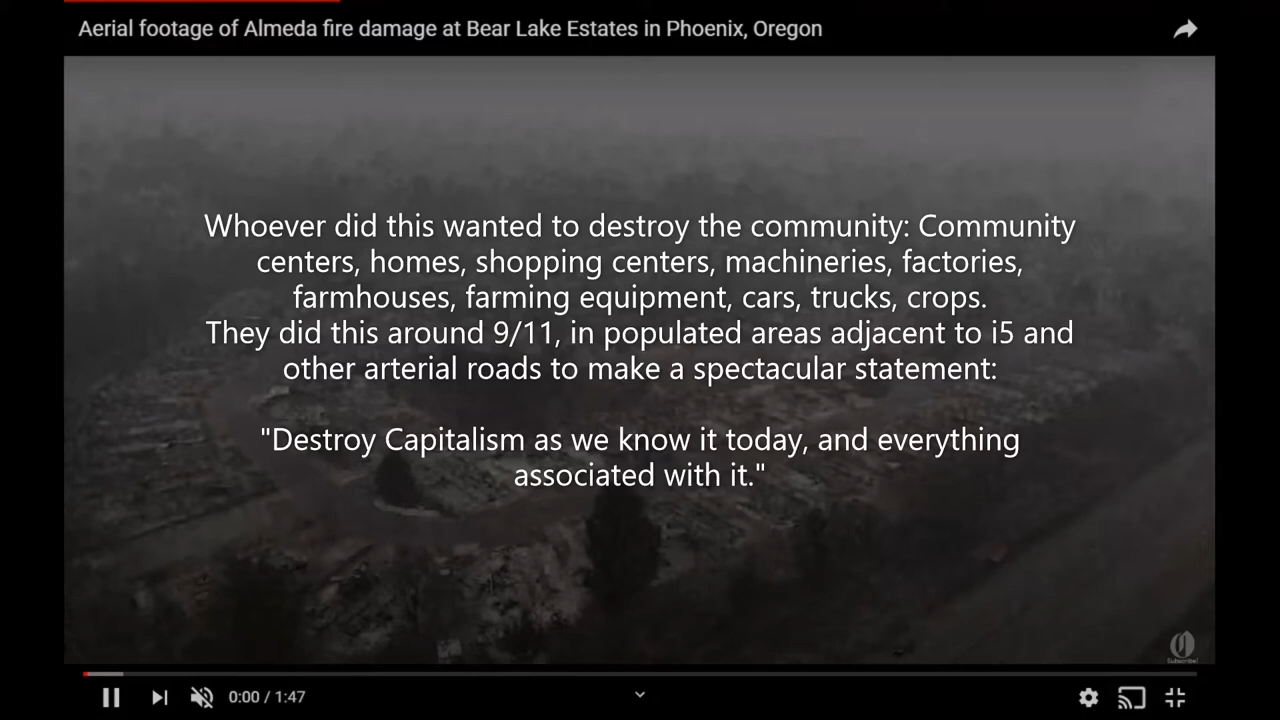 Aerial footage of Almeda fire damage at Bear Lake Estates in Phoenix, Oregon
Whoever did this wanted to destroy the community: Community
centers, homes, shopping centers, machineries, factories,
farmhouses, farming equipment, cars, trucks, crops.
They did this around 9/11, in populated areas adjacent to i5 and
other arterial roads to make a spectacular statement:
"Destroy Capitalism as we know it today, and everything
associated with it."
Subscribe!
0:00 / 1:47